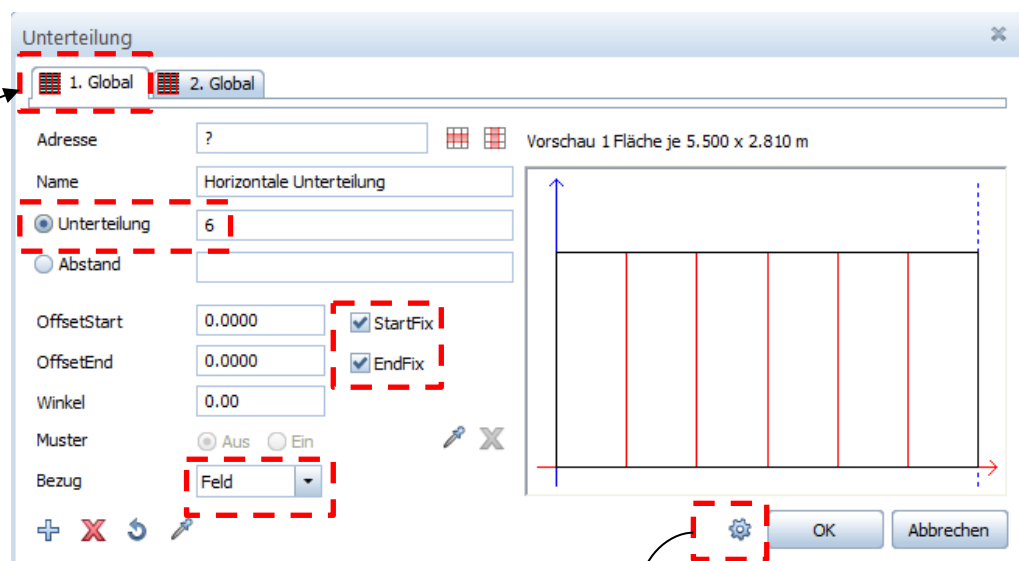 Unterteilung
1. Global 2. Global
Adresse ? Vorschau 1 Fläche je 5.500 x 2.810 m
Name Horizontale Unterteilung
Unterteilung 6
Abstand
OffsetStart 0.0000 StartFix
OffsetEnd 0.0000 EndFix
Winkel 0.00
Muster Aus Ein
Bezug Feld
OK Abbrechen